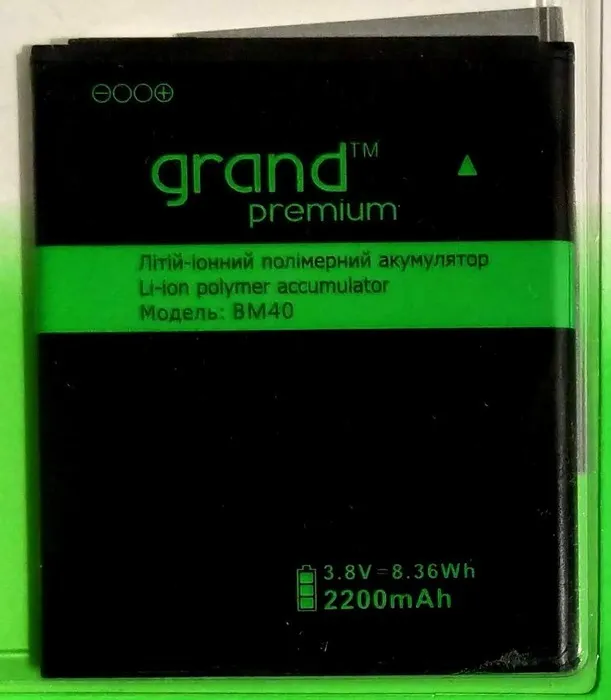 grand™
premium
Літій-іонний полімерний акумулятор
Li-ion polymer accumulator
Модель: BM40
3.8V=8.36Wh
2200mAh